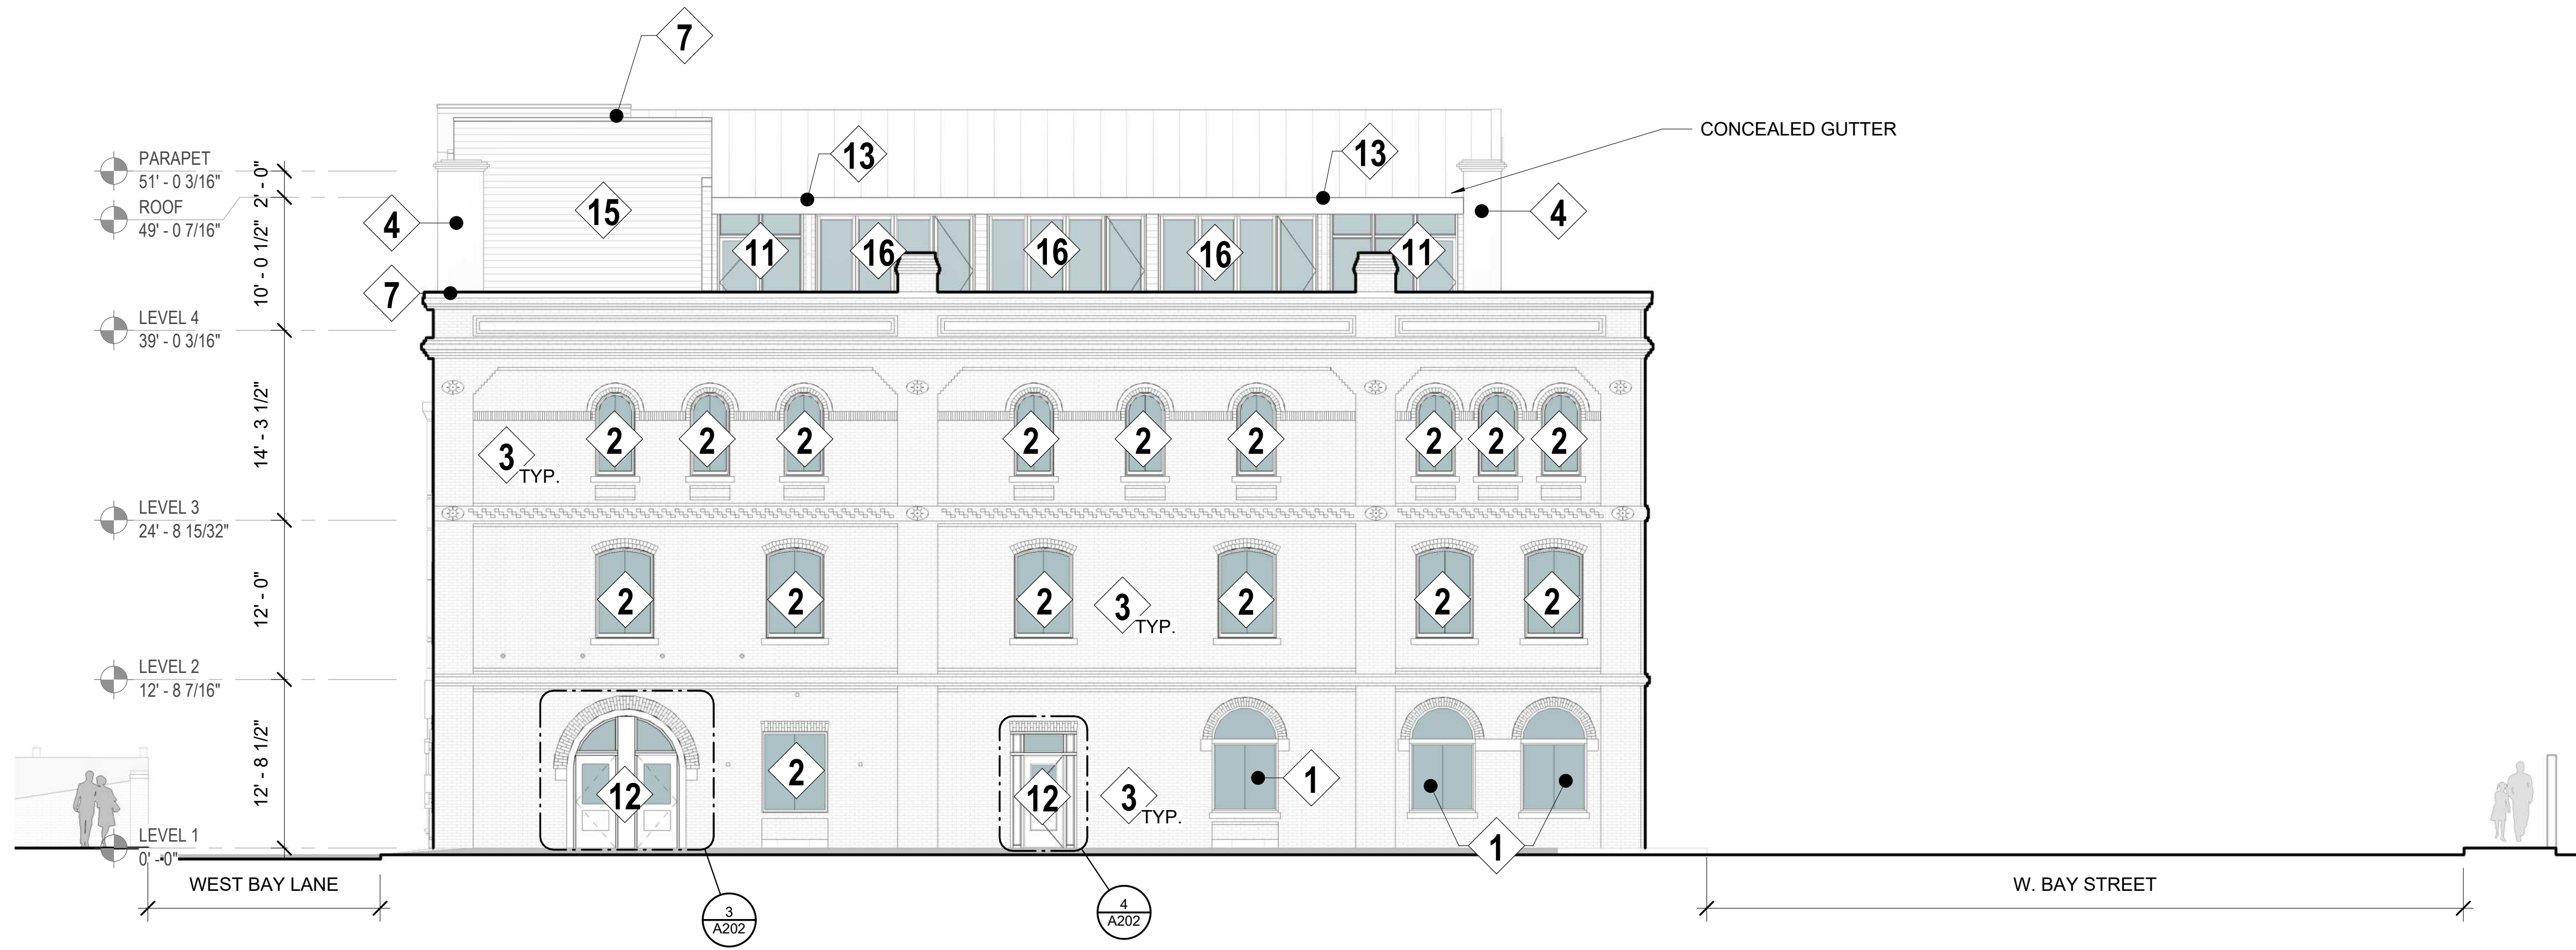 7
CONCEALED GUTTER
13
13
PARAPET
51' - 0 3/16"
2' - 0"
ROOF
49' - 0 7/16"
4
15
4
10' - 0 1/2"
11
16
16
16
11
7
LEVEL 4
39' - 0 3/16"
14' - 3 1/2"
2
2
2
2
2
2
2
2
2
3
TYP.
LEVEL 3
24' - 8 15/32"
12' - 0"
2
2
2
3
TYP.
2
2
2
LEVEL 2
12' - 8 7/16"
12' - 8 1/2"
12
2
12
3
TYP.
1
1
LEVEL 1
0' - 0"
WEST BAY LANE
W. BAY STREET
3
A202
4
A202